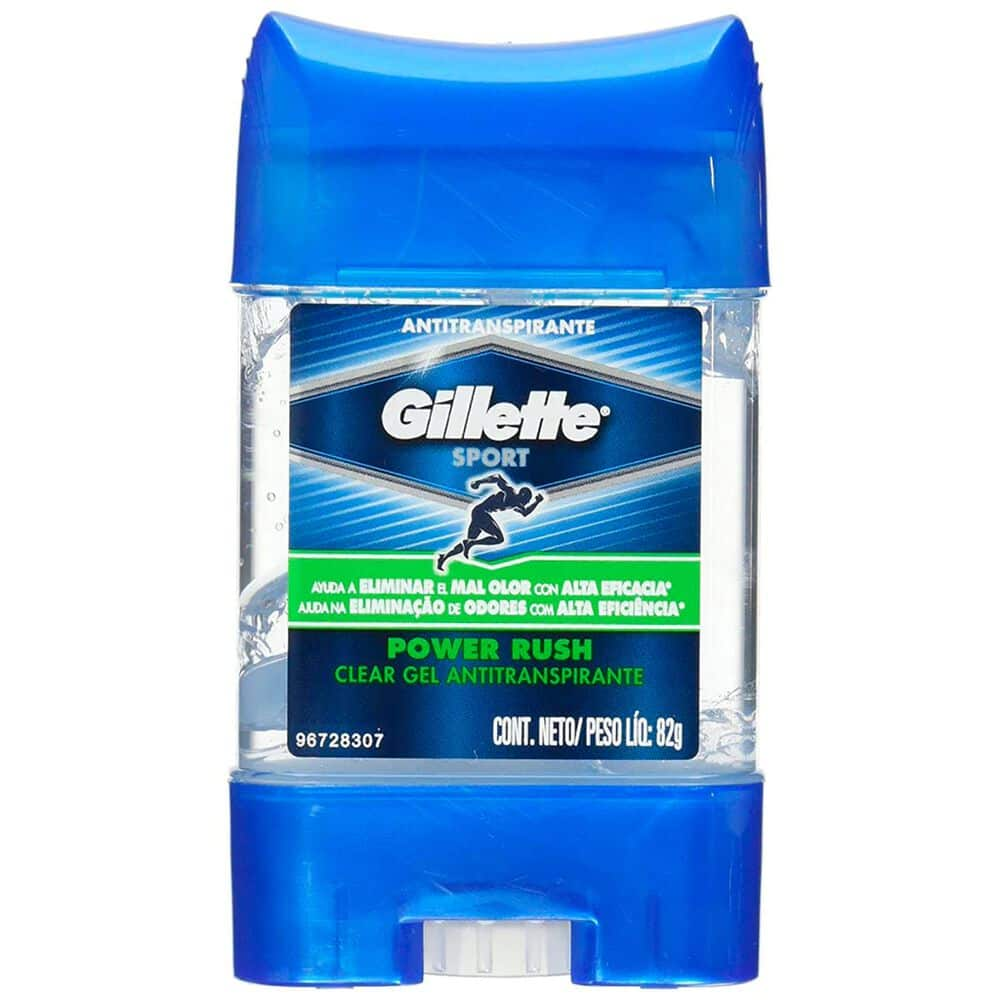 ANTITRANSPIRANTE
Gillette®
SPORT
AYUDA A ELIMINAR EL MAL OLOR CON ALTA EFICACIA*
AJUDA NA ELIMINAÇÃO DE ODORES COM ALTA EFICIÊNCIA*
POWER RUSH
CLEAR GEL ANTITRANSPIRANTE
96728307 CONT. NETO/ PESO LÍQ: 82g